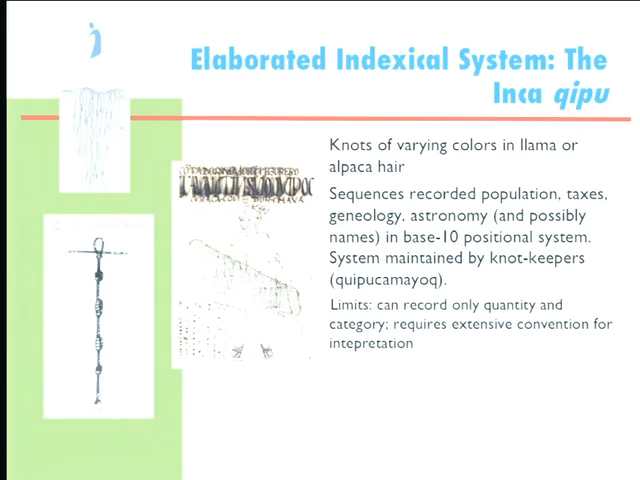 Elaborated Indexical System: The
Inca qipu
Knots of varying colors in llama or
alpaca hair
Sequences recorded population, taxes,
geneology, astronomy (and possibly
names) in base-10 positional system.
System maintained by knot-keepers
(quipucamayoq).
Limits: can record only quantity and
category; requires extensive convention for
intepretation